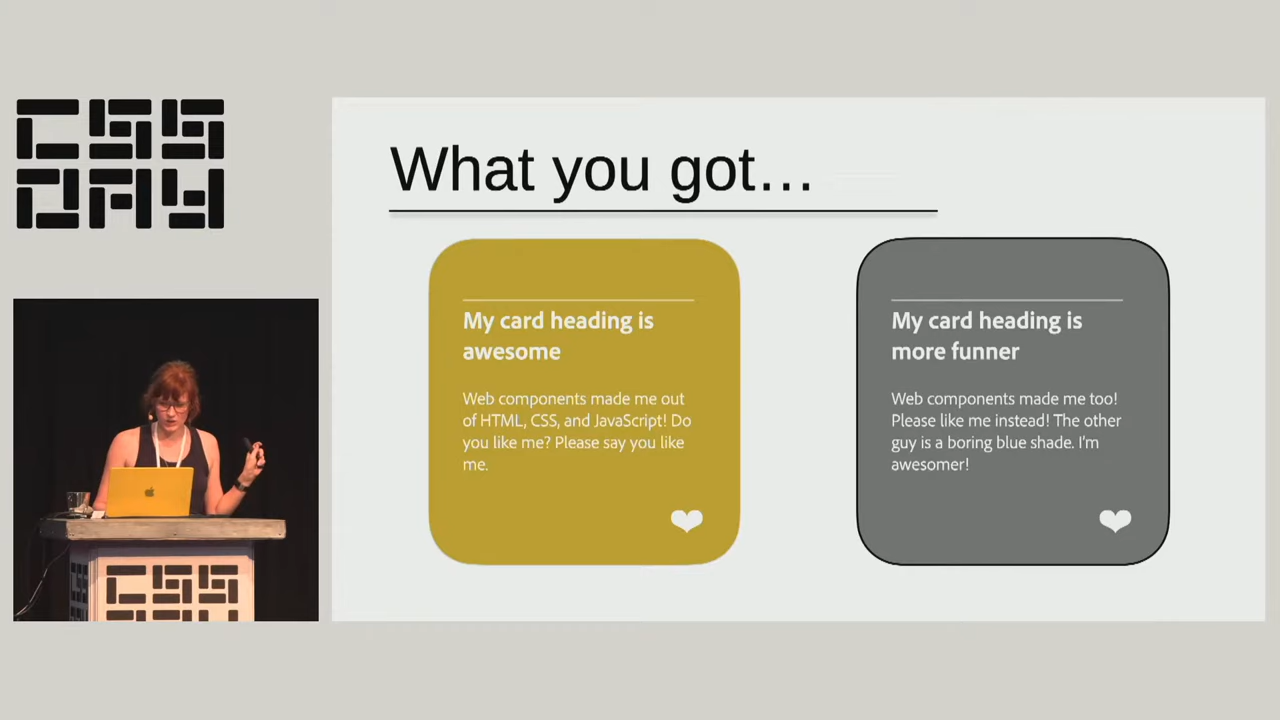 CSS
DAY
What you got…
My card heading is
awesome
Web components made me out
of HTML, CSS, and JavaScript! Do
you like me? Please say you like
me.
My card heading is
more funner
Web components made me too!
Please like me instead! The other
guy is a boring blue shade. I'm
awesomer!
CSS